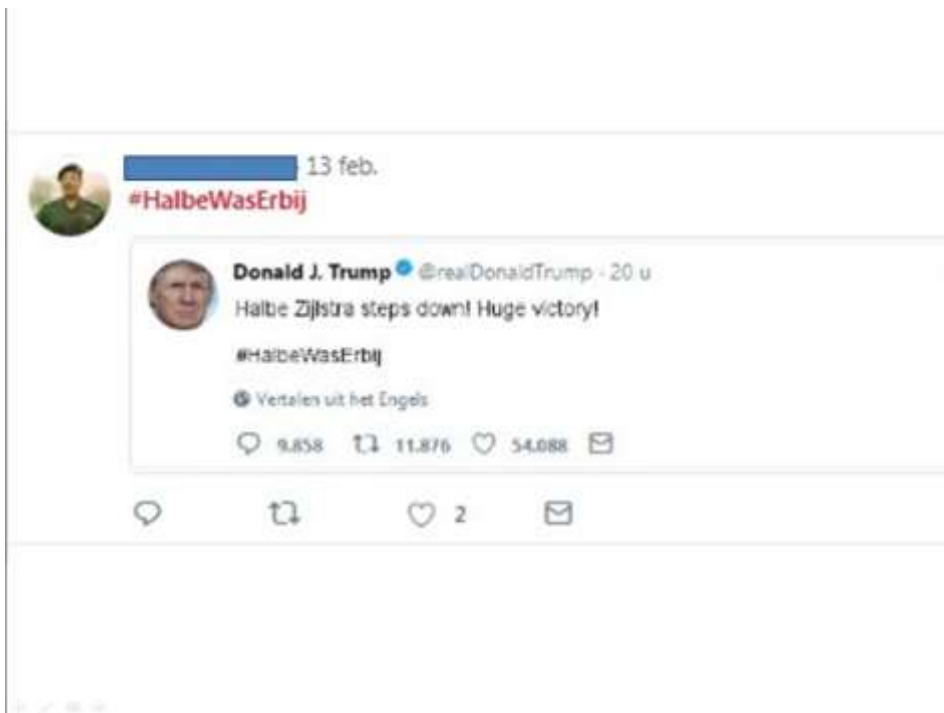 13 feb.
#HalbeWasErbij
Donald J. Trump @realDonaldTrump · 20 u
Halbe Zijlstra steps down! Huge victory!
#HalbeWasErbij
Vertalen uit het Engels
9.858 11.876 54.088
2